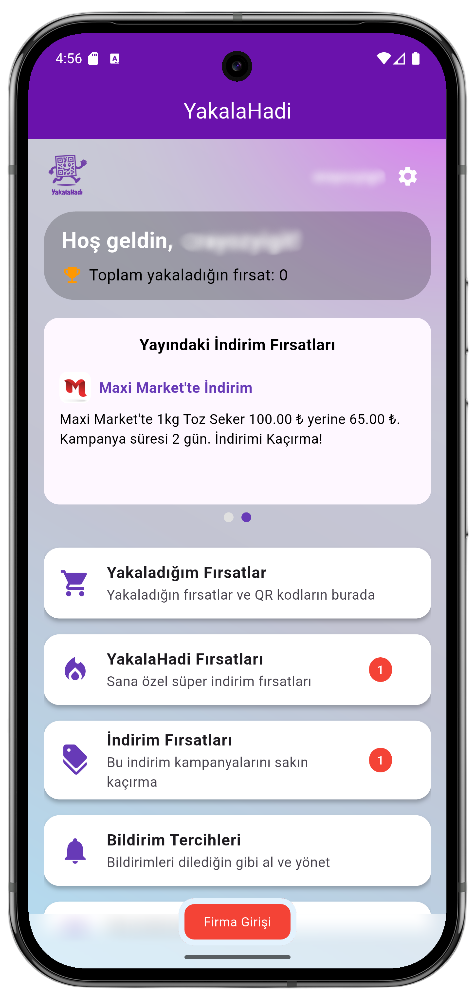 4:56
YakalaHadi
YakalaHadi
Hoş geldin,
Toplam yakaladığın fırsat: 0
Yayındaki İndirim Fırsatları
Maxi Market'te İndirim
Maxi Market'te 1kg Toz Seker 100.00 ₺ yerine 65.00 ₺.
Kampanya süresi 2 gün. İndirimi Kaçırma!
Yakaladığım Fırsatlar
Yakaladığın fırsatlar ve QR kodların burada
YakalaHadi Fırsatları
Sana özel süper indirim fırsatları
1
İndirim Fırsatları
Bu indirim kampanyalarını sakın
kaçırma
1
Bildirim Tercihleri
Bildirimleri dilediğin gibi al ve yönet
Firma Girişi